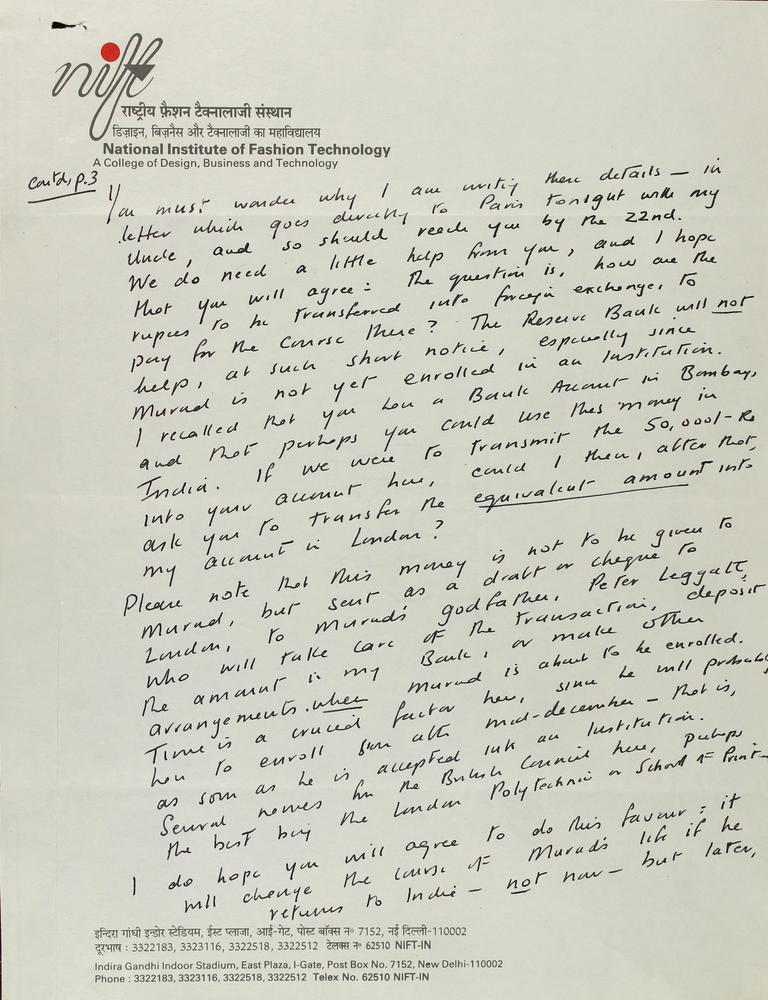 nift
राष्ट्रीय फ़ैशन टैक्नालाजी संस्थान
डिज़ाइन, बिज़नैस और टैक्नालाजी का महाविद्यालय
National Institute of Fashion Technology
A College of Design, Business and Technology
Contd, p.3
You must wonder why I am writing these details — in
letter which goes directly to Paris tonight with my
Uncle, and so should reach you by the 22nd.
We do need a little help from you, and I hope
that you will agree: The question is, how are the
rupees to be transferred into foreign exchange, to
pay for the course there? The Reserve Bank will not
help, at such short notice, especially since
Murad is not yet enrolled in an Institution.
I recalled that you have a Bank Account in Bombay,
and that perhaps you could use this money in
India. If we were to transmit the 50,000/- Rs
into your account here, could I then, after that,
ask you to transfer the equivalent amount into
my account in London?
Please note that this money is not to be given to
Murad, but sent as a draft or cheque to
London, to Murad's godfather, Peter Leggatt,
who will take care of the transaction, deposit
the amount in my Bank, or make other
arrangements when Murad is about to be enrolled.
Time is a crucial factor here, since he will probably
have to enroll soon after mid-december — that is,
as soon as he is accepted into an Institution.
Several names from the British Council here, perhaps
the best being the London Polytechnic or School of Print-
I do hope you will agree to do this favour: it
will change the course of Murad's life if he
returns to India — not now — but later,
इन्दिरा गांधी इन्डोर स्टेडियम, ईस्ट प्लाजा, आई-गेट, पोस्ट बॉक्स न० 7152, नई दिल्ली-110002
दूरभाष : 3322183, 3323116, 3322518, 3322512 टेलक्स न० 62510 NIFT-IN
Indira Gandhi Indoor Stadium, East Plaza, I-Gate, Post Box No. 7152, New Delhi-110002
Phone : 3322183, 3323116, 3322518, 3322512 Telex No. 62510 NIFT-IN